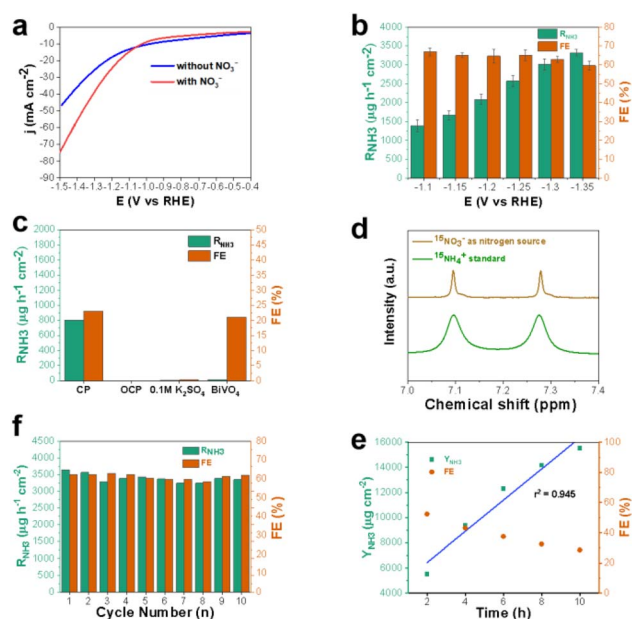 a
j (mA cm⁻²)
0
-10
-20
-30
-40
-50
-60
-70
-80
-90
without NO₃⁻
with NO₃⁻
-1.5 -1.4 -1.3 -1.2 -1.1 -1.0 -0.9 -0.8 -0.7 -0.6 -0.5 -0.4
E (V vs RHE)
b
R_NH3 (µg h⁻¹ cm⁻²)
4000
3500
3000
2500
2000
1500
1000
500
0
R_NH3
FE
80
70
60
50
40
30
20
10
0
FE (%)
-1.1 -1.15 -1.2 -1.25 -1.3 -1.35
E (V vs RHE)
c
R_NH3 (µg h⁻¹ cm⁻²)
2000
1800
1600
1400
1200
1000
800
600
400
200
0
R_NH3
FE
50
45
40
35
30
25
20
15
10
5
0
FE (%)
CP OCP 0.1M K₂SO₄ BiVO₄
d
Intensity (a.u.)
¹⁵NO₃⁻ as nitrogen source
¹⁵NH₄⁺ standard
7.0 7.1 7.2 7.3 7.4
Chemical shift (ppm)
f
R_NH3 (µg h⁻¹ cm⁻²)
4500
4000
3500
3000
2500
2000
1500
1000
500
0
R_NH3
FE
80
70
60
50
40
30
20
10
0
FE (%)
1 2 3 4 5 6 7 8 9 10
Cycle Number (n)
e
Y_NH3 (µg cm⁻²)
16000
14000
12000
10000
8000
6000
4000
Y_NH3
FE
r² = 0.945
100
80
60
40
20
0
FE (%)
2 4 6 8 10
Time (h)